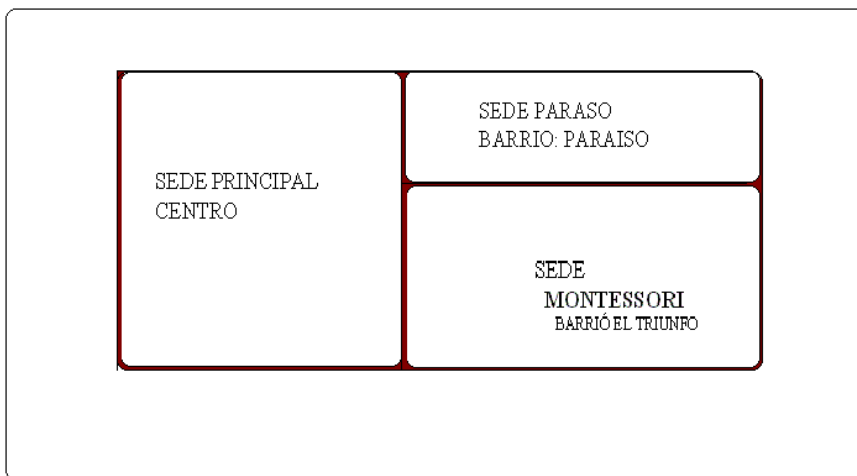 SEDE PRINCIPAL
CENTRO
SEDE PARASO
BARRIO: PARAISO
SEDE
MONTESSORI
BARRIÓ EL TRIUNFO